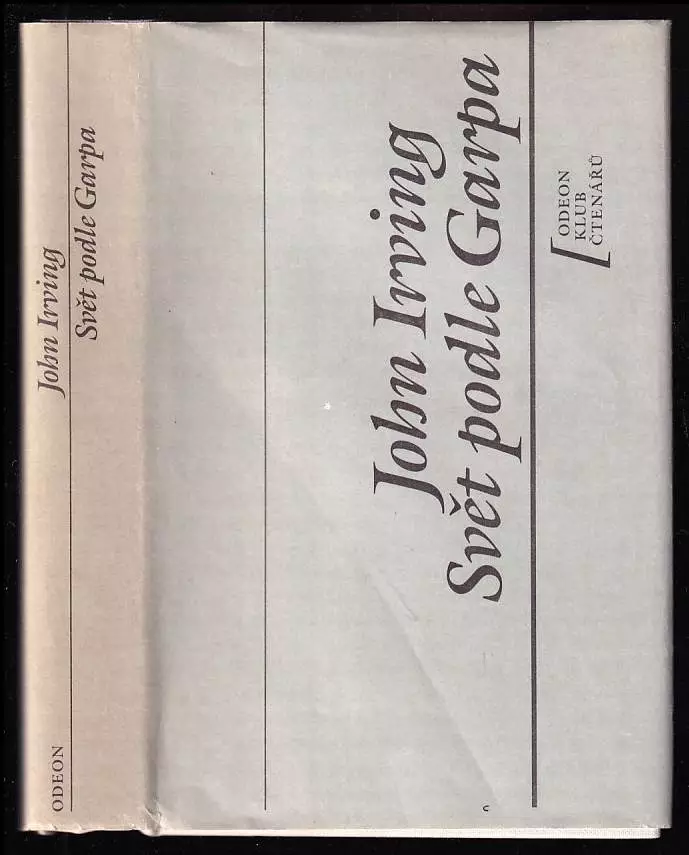 John Irving
Svět podle Garpa
ODEON
John Irving
Svět podle Garpa
ODEON
KLUB
ČTENÁŘŮ